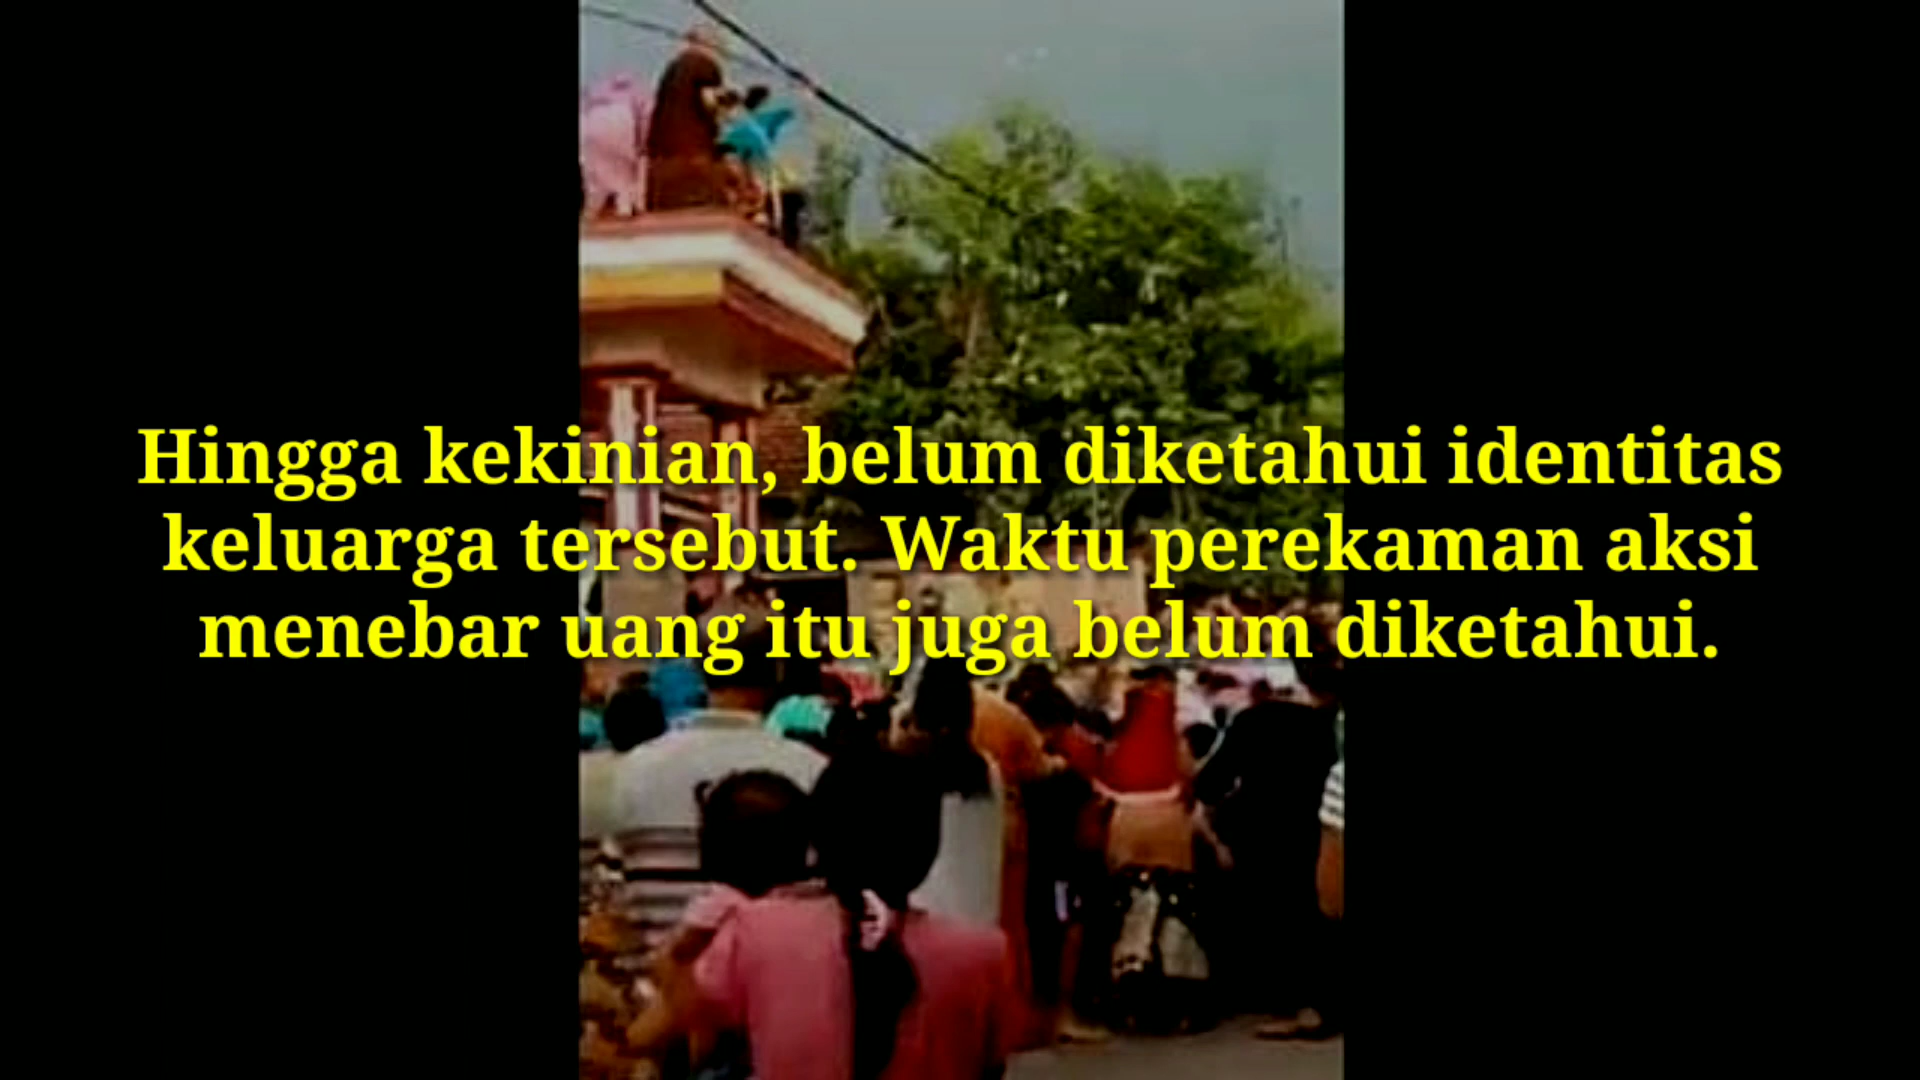 Hingga kekinian, belum diketahui identitas
keluarga tersebut. Waktu perekaman aksi
menebar uang itu juga belum diketahui.